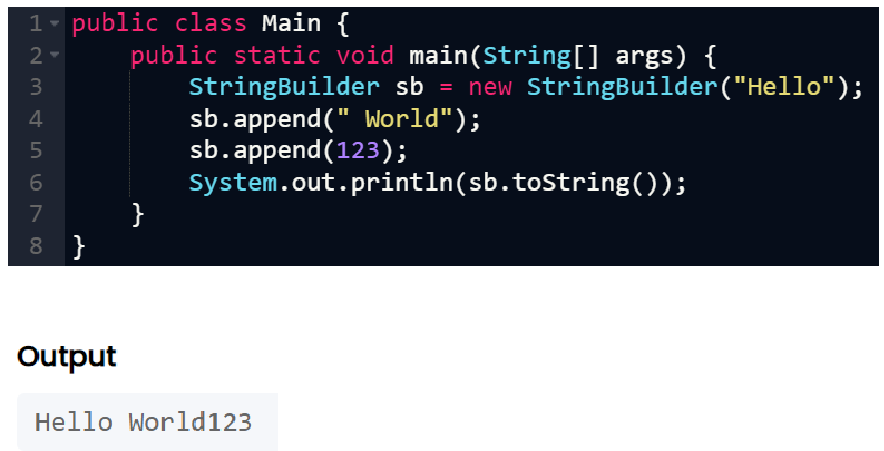 1 public class Main {
2     public static void main(String[] args) {
3         StringBuilder sb = new StringBuilder("Hello");
4         sb.append(" World");
5         sb.append(123);
6         System.out.println(sb.toString());
7     }
8 }
Output
Hello World123